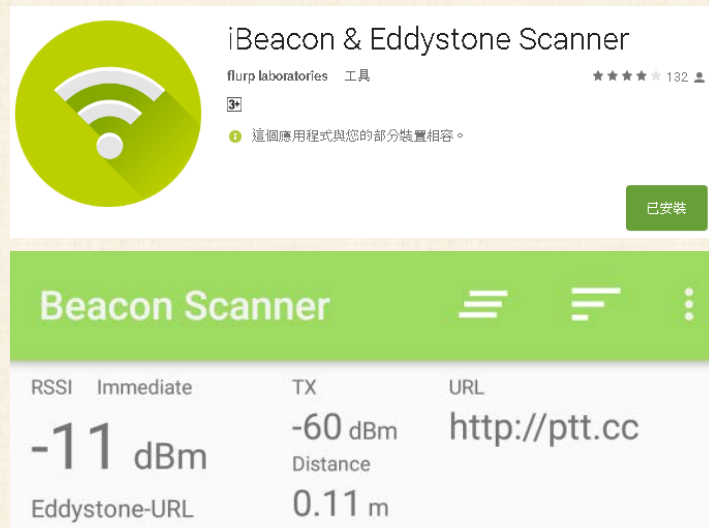 iBeacon & Eddystone Scanner
flurp laboratories 工具 132
3+
這個應用程式與您的部分裝置相容。
已安裝
Beacon Scanner
RSSI Immediate TX URL
-11 dBm -60 dBm http://ptt.cc
Distance
Eddystone-URL 0.11 m